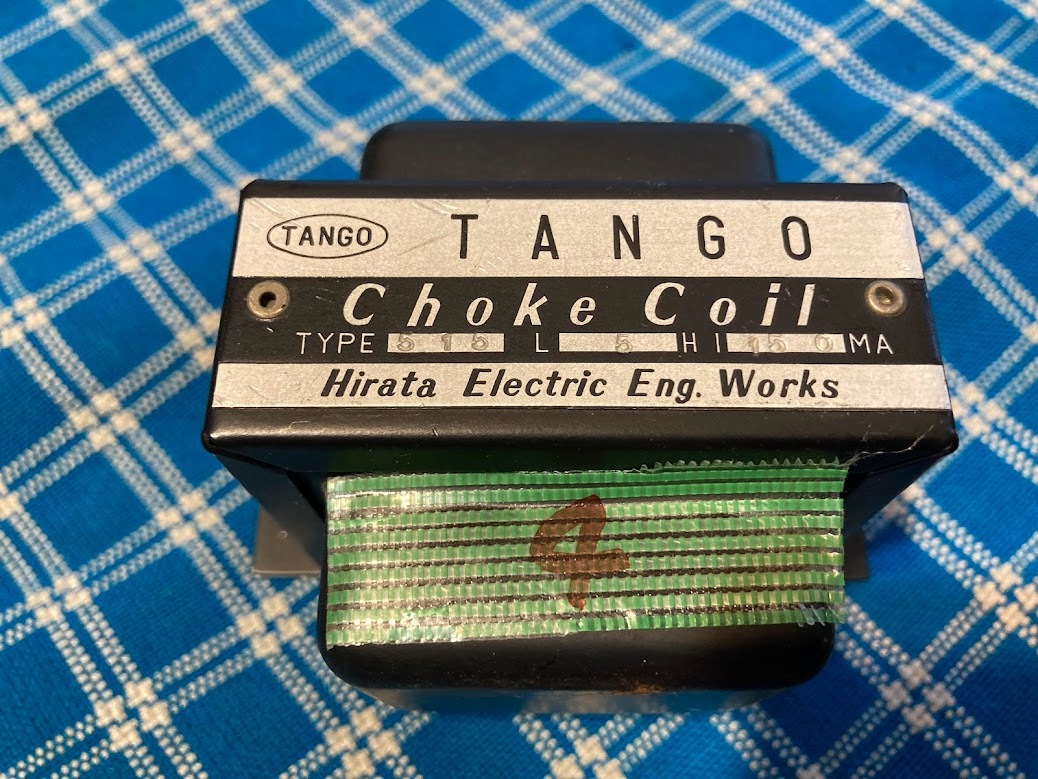 TANGO TANGO
Choke Coil
TYPE 515 L 5 H I 150 MA
Hirata Electric Eng. Works
4